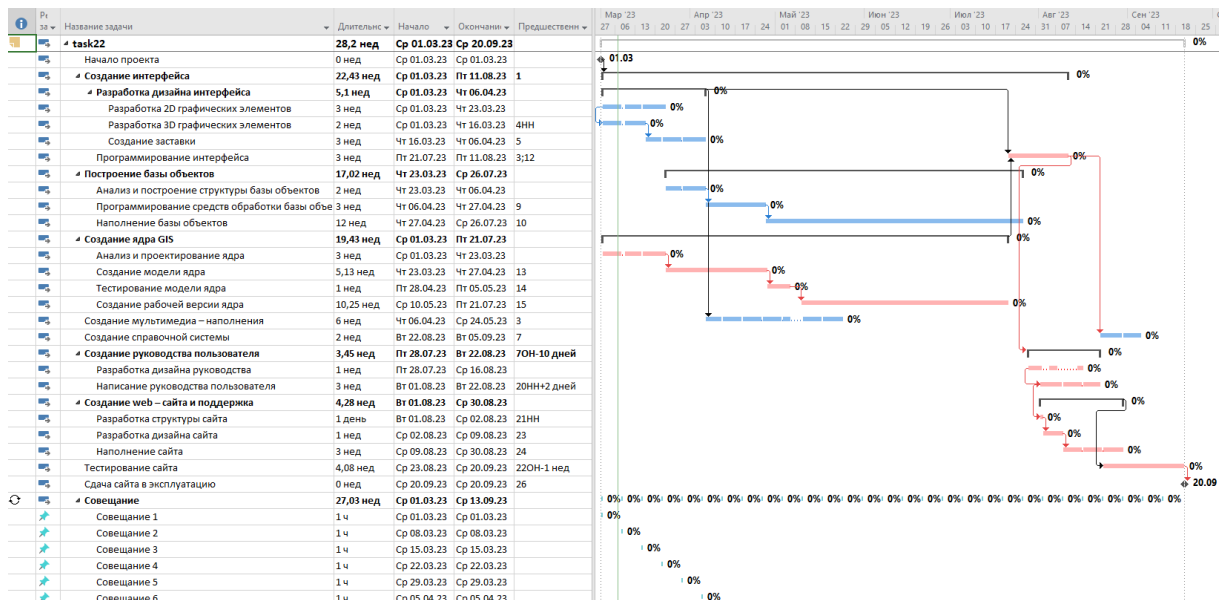 Ре за Название задачи Длительнс Начало Окончани Предшественн
Мар '23 Апр '23 Май '23 Июн '23 Июл '23 Авг '23 Сен '23
27 06 13 20 27 03 10 17 24 01 08 15 22 29 05 12 19 26 03 10 17 24 31 07 14 21 28 04 11 18 25
task22 28,2 нед Ср 01.03.23 Ср 20.09.23 0%
Начало проекта 0 нед Ср 01.03.23 Ср 01.03.23 01.03
Создание интерфейса 22,43 нед Ср 01.03.23 Пт 11.08.23 1 0%
Разработка дизайна интерфейса 5,1 нед Ср 01.03.23 Чт 06.04.23 0%
Разработка 2D графических элементов 3 нед Ср 01.03.23 Чт 23.03.23 0%
Разработка 3D графических элементов 2 нед Ср 01.03.23 Чт 16.03.23 4НН 0%
Создание заставки 3 нед Чт 16.03.23 Чт 06.04.23 5 0%
Программирование интерфейса 3 нед Пт 21.07.23 Пт 11.08.23 3;12 0%
Построение базы объектов 17,02 нед Чт 23.03.23 Ср 26.07.23 0%
Анализ и построение структуры базы объектов 2 нед Чт 23.03.23 Чт 06.04.23 0%
Программирование средств обработки базы объе 3 нед Чт 06.04.23 Чт 27.04.23 9 0%
Наполнение базы объектов 12 нед Чт 27.04.23 Ср 26.07.23 10 0%
Создание ядра GIS 19,43 нед Ср 01.03.23 Пт 21.07.23 0%
Анализ и проектирование ядра 3 нед Ср 01.03.23 Чт 23.03.23 0%
Создание модели ядра 5,13 нед Чт 23.03.23 Чт 27.04.23 13 0%
Тестирование модели ядра 1 нед Пт 28.04.23 Пт 05.05.23 14 0%
Создание рабочей версии ядра 10,25 нед Ср 10.05.23 Пт 21.07.23 15 0%
Создание мультимедиа – наполнения 6 нед Чт 06.04.23 Ср 24.05.23 3 0%
Создание справочной системы 2 нед Вт 22.08.23 Вт 05.09.23 7 0%
Создание руководства пользователя 3,45 нед Пт 28.07.23 Вт 22.08.23 7ОН-10 дней 0%
Разработка дизайна руководства 1 нед Пт 28.07.23 Ср 16.08.23 0%
Написание руководства пользователя 3 нед Вт 01.08.23 Вт 22.08.23 20НН+2 дней 0%
Создание web – сайта и поддержка 4,28 нед Вт 01.08.23 Ср 30.08.23 0%
Разработка структуры сайта 1 день Вт 01.08.23 Ср 02.08.23 21НН 0%
Разработка дизайна сайта 1 нед Ср 02.08.23 Ср 09.08.23 23 0%
Наполнение сайта 3 нед Ср 09.08.23 Ср 30.08.23 24 0%
Тестирование сайта 4,08 нед Ср 23.08.23 Ср 20.09.23 22ОН-1 нед 0%
Сдача сайта в эксплуатацию 0 нед Ср 20.09.23 Ср 20.09.23 26 20.09
Совещание 27,03 нед Ср 01.03.23 Ср 13.09.23 0% 0% 0% 0% 0% 0% 0% 0% 0% 0% 0% 0% 0% 0% 0% 0% 0% 0% 0% 0% 0% 0% 0% 0% 0% 0% 0% 0% 0%
Совещание 1 1 ч Ср 01.03.23 Ср 01.03.23 0%
Совещание 2 1 ч Ср 08.03.23 Ср 08.03.23 0%
Совещание 3 1 ч Ср 15.03.23 Ср 15.03.23 0%
Совещание 4 1 ч Ср 22.03.23 Ср 22.03.23 0%
Совещание 5 1 ч Ср 29.03.23 Ср 29.03.23 0%
Совещание 6 1 ч Ср 05.04.23 Ср 05.04.23 0%